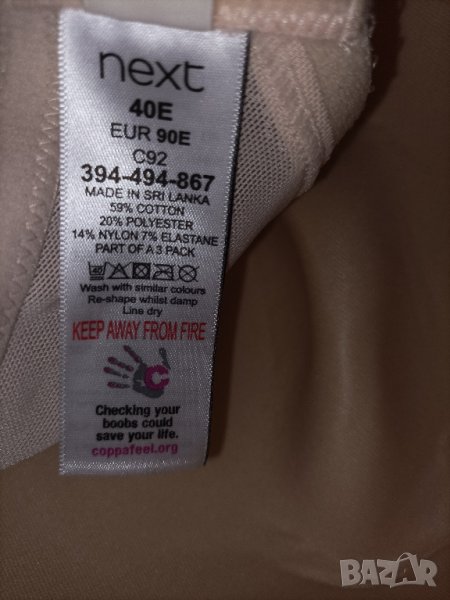 next
40E
EUR 90E
C92
394-494-867
MADE IN SRI LANKA
59% COTTON
20% POLYESTER
14% NYLON 7% ELASTANE
PART OF A 3 PACK
40
Wash with similar colours
Re-shape whilst damp
Line dry
KEEP AWAY FROM FIRE
C
Checking your
boobs could
save your life.
coppafeel.org
BAZAR